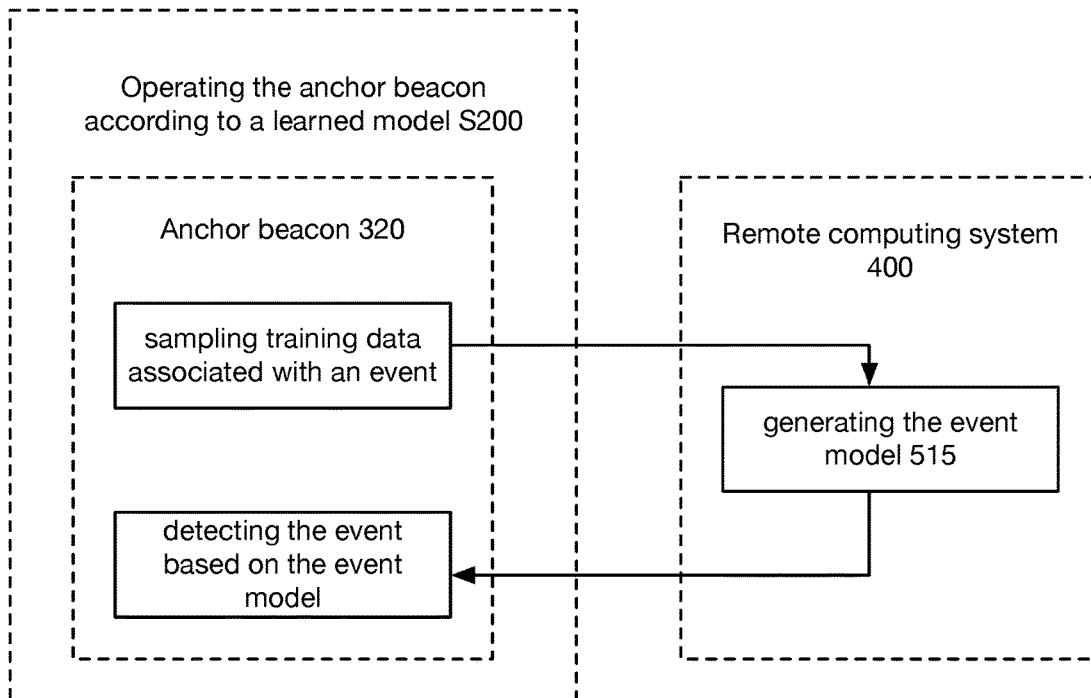 Operating the anchor beacon
according to a learned model S200
Anchor beacon 320
sampling training data
associated with an event
detecting the event
based on the event
model
Remote computing system
400
generating the event
model 515